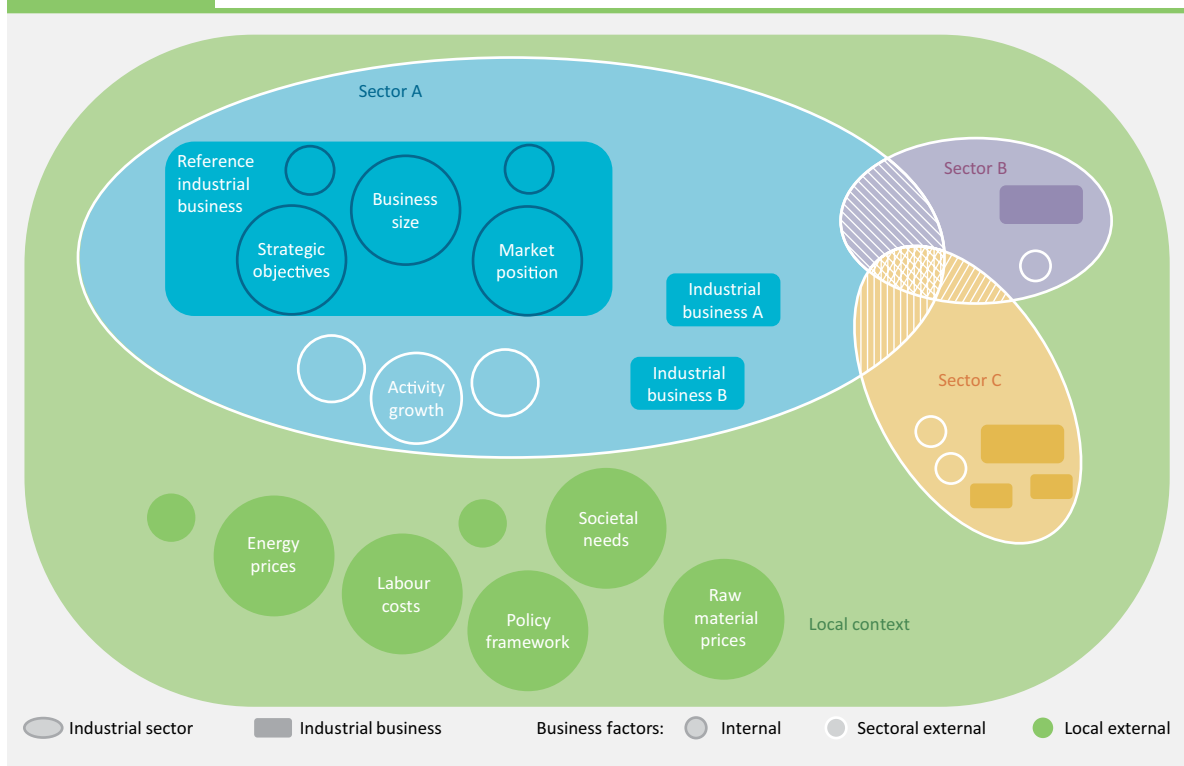 Sector A
Reference
industrial
business
Business
size
Strategic
objectives
Market
position
Sector B
Industrial
business A
Industrial
business B
Activity
growth
Sector C
Energy
prices
Labour
costs
Policy
framework
Societal
needs
Raw
material
prices
Local context
Industrial sector
Industrial business
Business factors:
Internal
Sectoral external
Local external